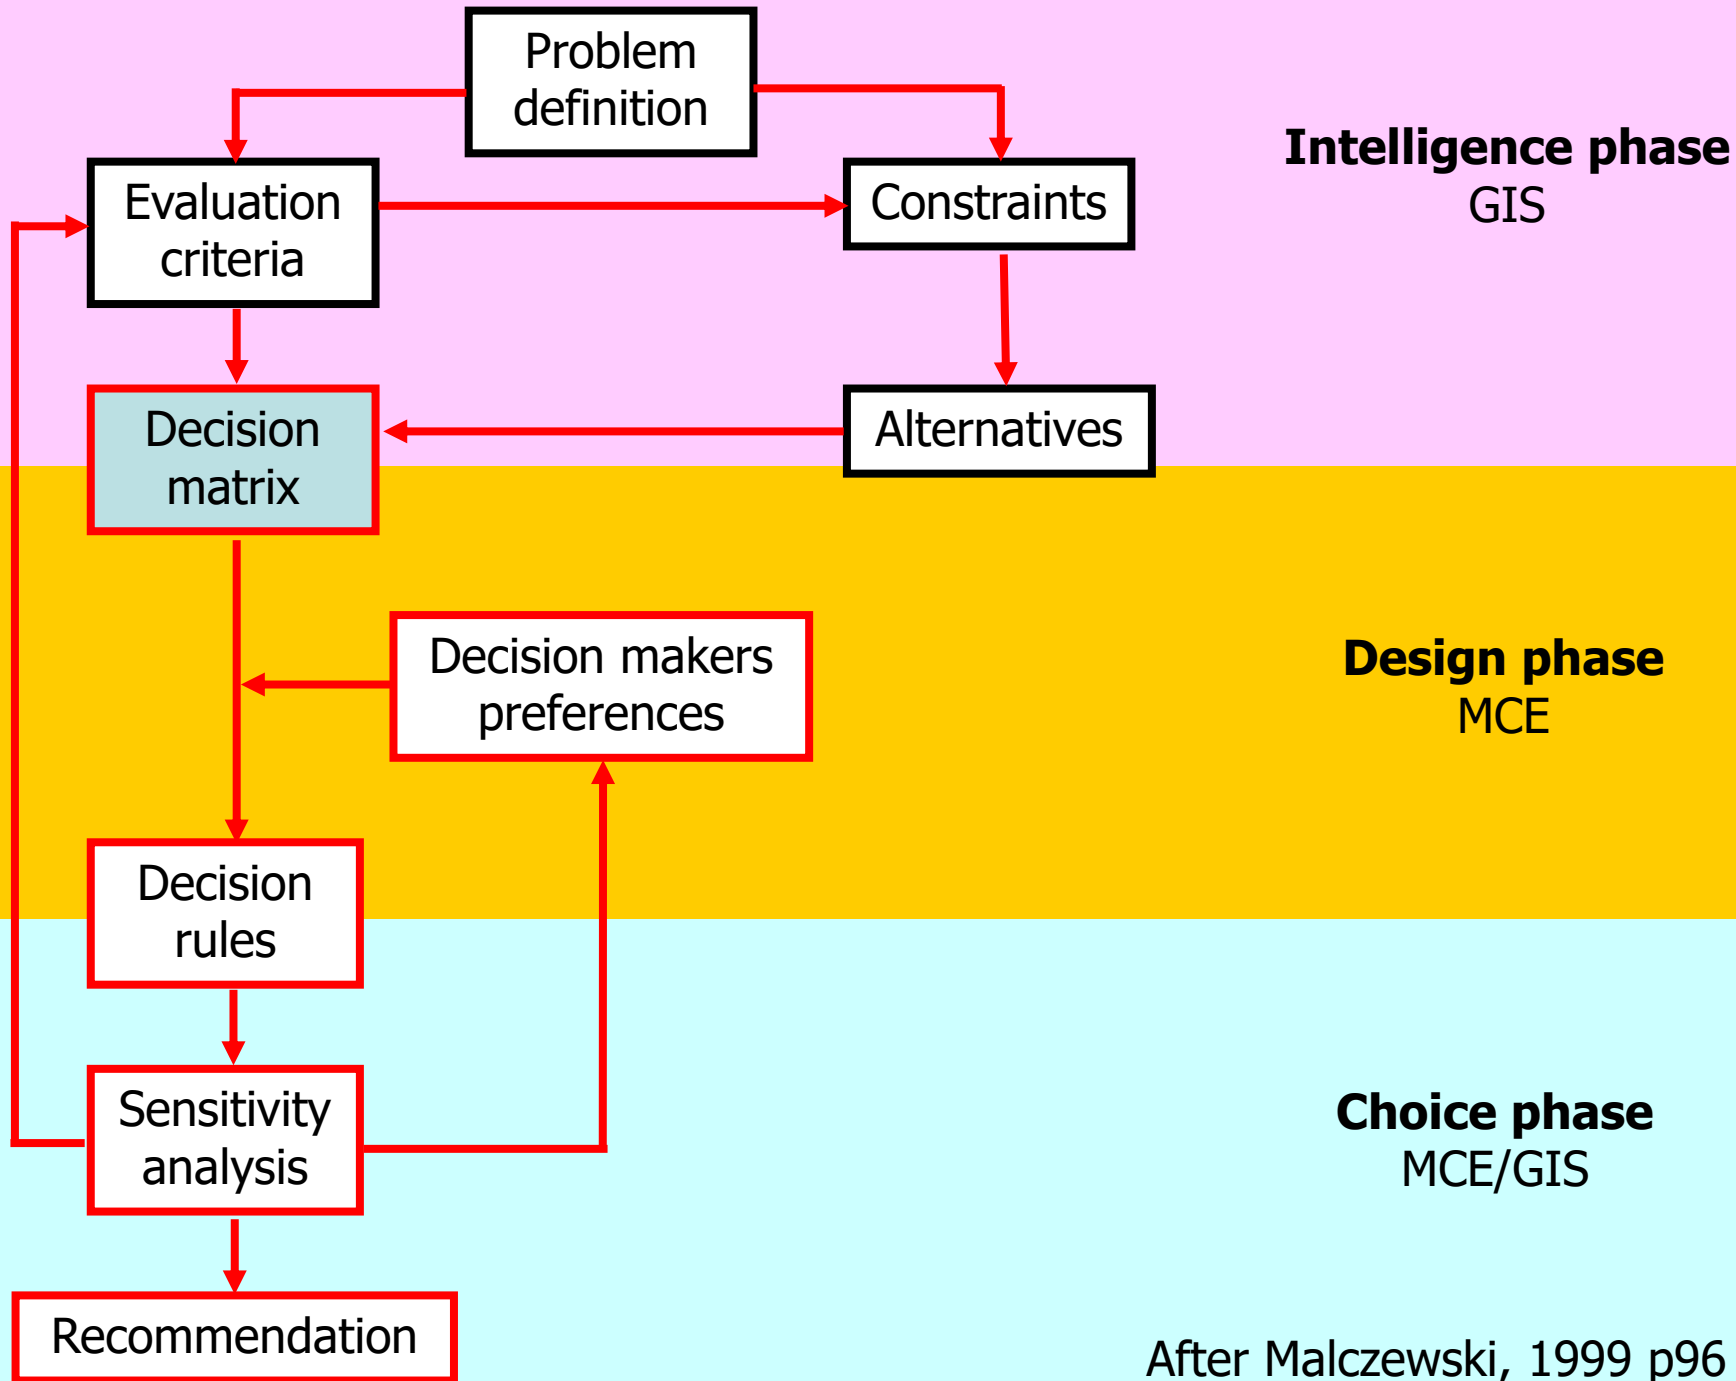 Problem
definition
Evaluation
criteria
Constraints
Intelligence phase
GIS
Decision
matrix
Alternatives
Decision makers
preferences
Design phase
MCE
Decision
rules
Sensitivity
analysis
Choice phase
MCE/GIS
Recommendation
After Malczewski, 1999 p96